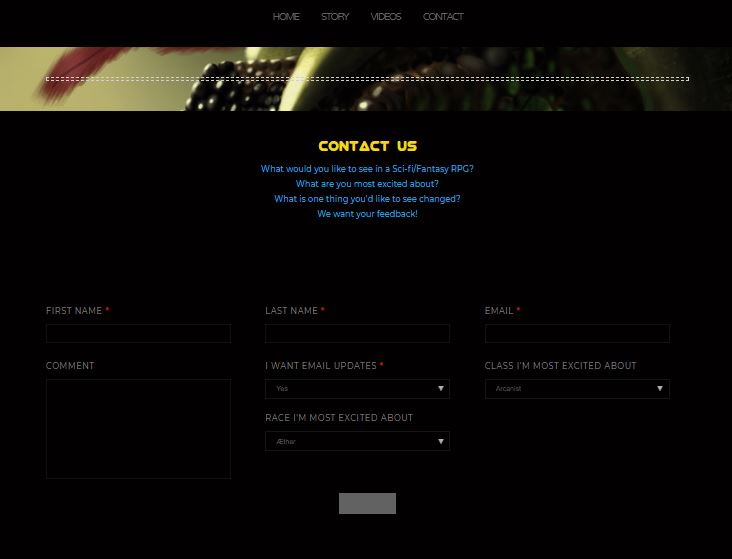 HOME STORY VIDEOS CONTACT
CONTACT US
What would you like to see in a Sci-fi/Fantasy RPG?
What are you most excited about?
What is one thing you'd like to see changed?
We want your feedback!
FIRST NAME * LAST NAME * EMAIL *
COMMENT I WANT EMAIL UPDATES * CLASS I'M MOST EXCITED ABOUT
Yes Arcanist
RACE I'M MOST EXCITED ABOUT
Æther